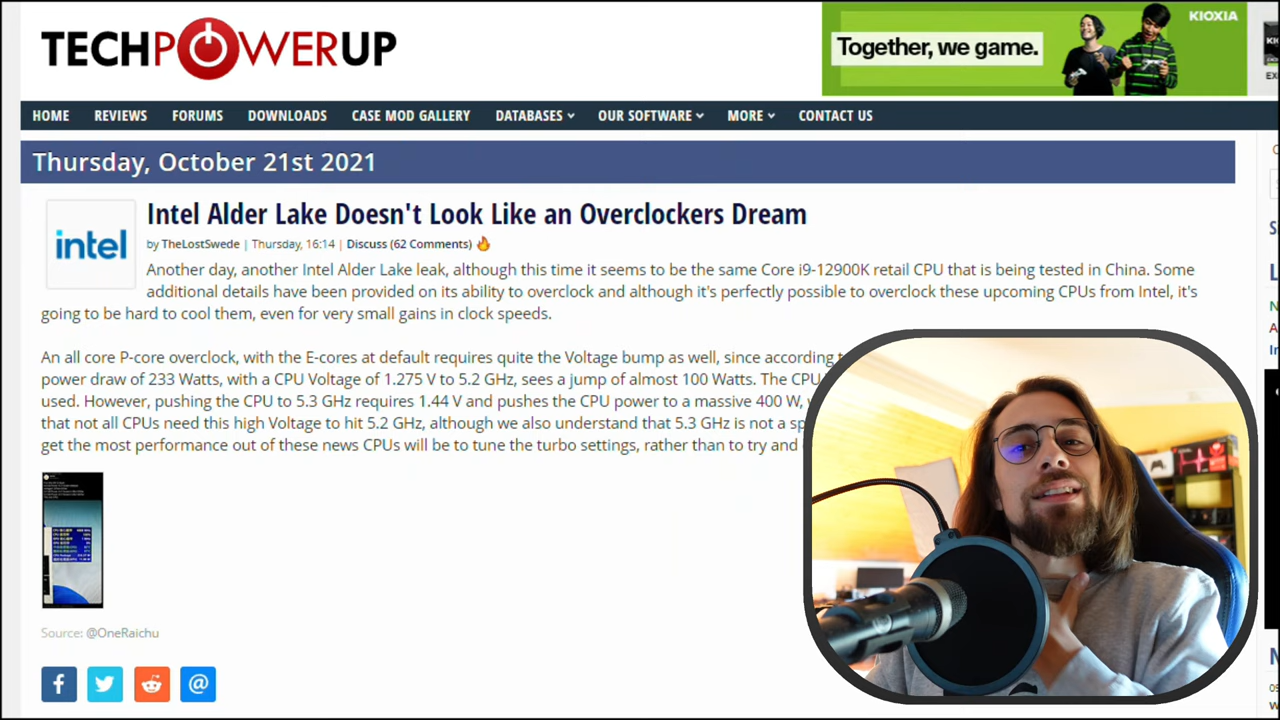 TECHPOWERUP
KIOXIA
Together, we game.
HOME REVIEWS FORUMS DOWNLOADS CASE MOD GALLERY DATABASES OUR SOFTWARE MORE CONTACT US
Thursday, October 21st 2021
Intel Alder Lake Doesn't Look Like an Overclockers Dream
intel
by TheLostSwede | Thursday, 16:14 | Discuss (62 Comments)
Another day, another Intel Alder Lake leak, although this time it seems to be the same Core i9-12900K retail CPU that is being tested in China. Some
additional details have been provided on its ability to overclock and although it's perfectly possible to overclock these upcoming CPUs from Intel, it's
going to be hard to cool them, even for very small gains in clock speeds.
An all core P-core overclock, with the E-cores at default requires quite the Voltage bump as well, since according
power draw of 233 Watts, with a CPU Voltage of 1.275 V to 5.2 GHz, sees a jump of almost 100 Watts. The CPU
used. However, pushing the CPU to 5.3 GHz requires 1.44 V and pushes the CPU power to a massive 400 W,
that not all CPUs need this high Voltage to hit 5.2 GHz, although we also understand that 5.3 GHz is not a
get the most performance out of these news CPUs will be to tune the turbo settings, rather than to try and
Source: @OneRaichu